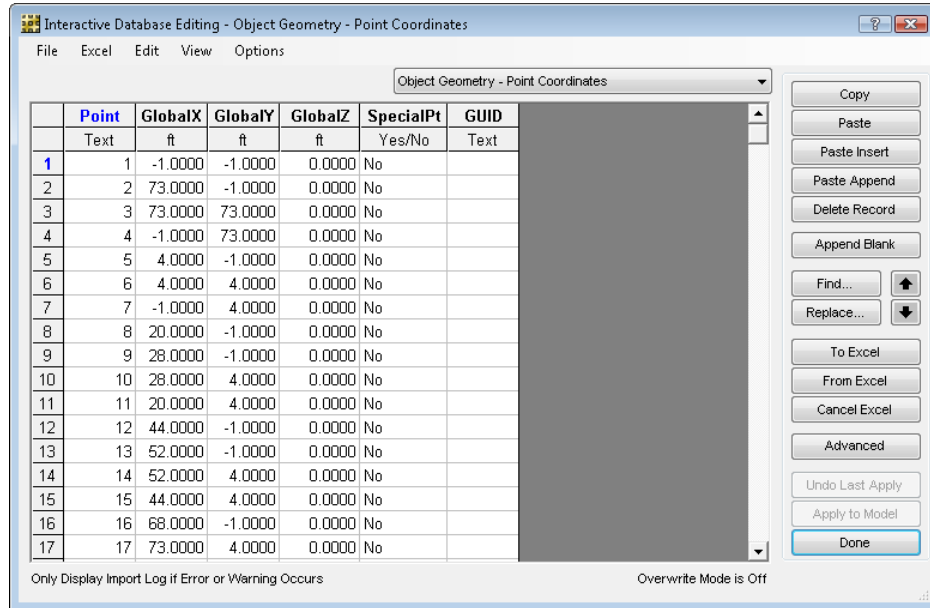 Interactive Database Editing - Object Geometry - Point Coordinates
File Excel Edit View Options
Object Geometry - Point Coordinates
Point GlobalX GlobalY GlobalZ SpecialPt GUID
Text ft ft ft Yes/No Text
1 1 -1.0000 -1.0000 0.0000 No
2 2 73.0000 -1.0000 0.0000 No
3 3 73.0000 73.0000 0.0000 No
4 4 -1.0000 73.0000 0.0000 No
5 5 4.0000 -1.0000 0.0000 No
6 6 4.0000 4.0000 0.0000 No
7 7 -1.0000 4.0000 0.0000 No
8 8 20.0000 -1.0000 0.0000 No
9 9 28.0000 -1.0000 0.0000 No
10 10 28.0000 4.0000 0.0000 No
11 11 20.0000 4.0000 0.0000 No
12 12 44.0000 -1.0000 0.0000 No
13 13 52.0000 -1.0000 0.0000 No
14 14 52.0000 4.0000 0.0000 No
15 15 44.0000 4.0000 0.0000 No
16 16 68.0000 -1.0000 0.0000 No
17 17 73.0000 4.0000 0.0000 No
Copy
Paste
Paste Insert
Paste Append
Delete Record
Append Blank
Find...
Replace...
To Excel
From Excel
Cancel Excel
Advanced
Undo Last Apply
Apply to Model
Done
Only Display Import Log if Error or Warning Occurs
Overwrite Mode is Off